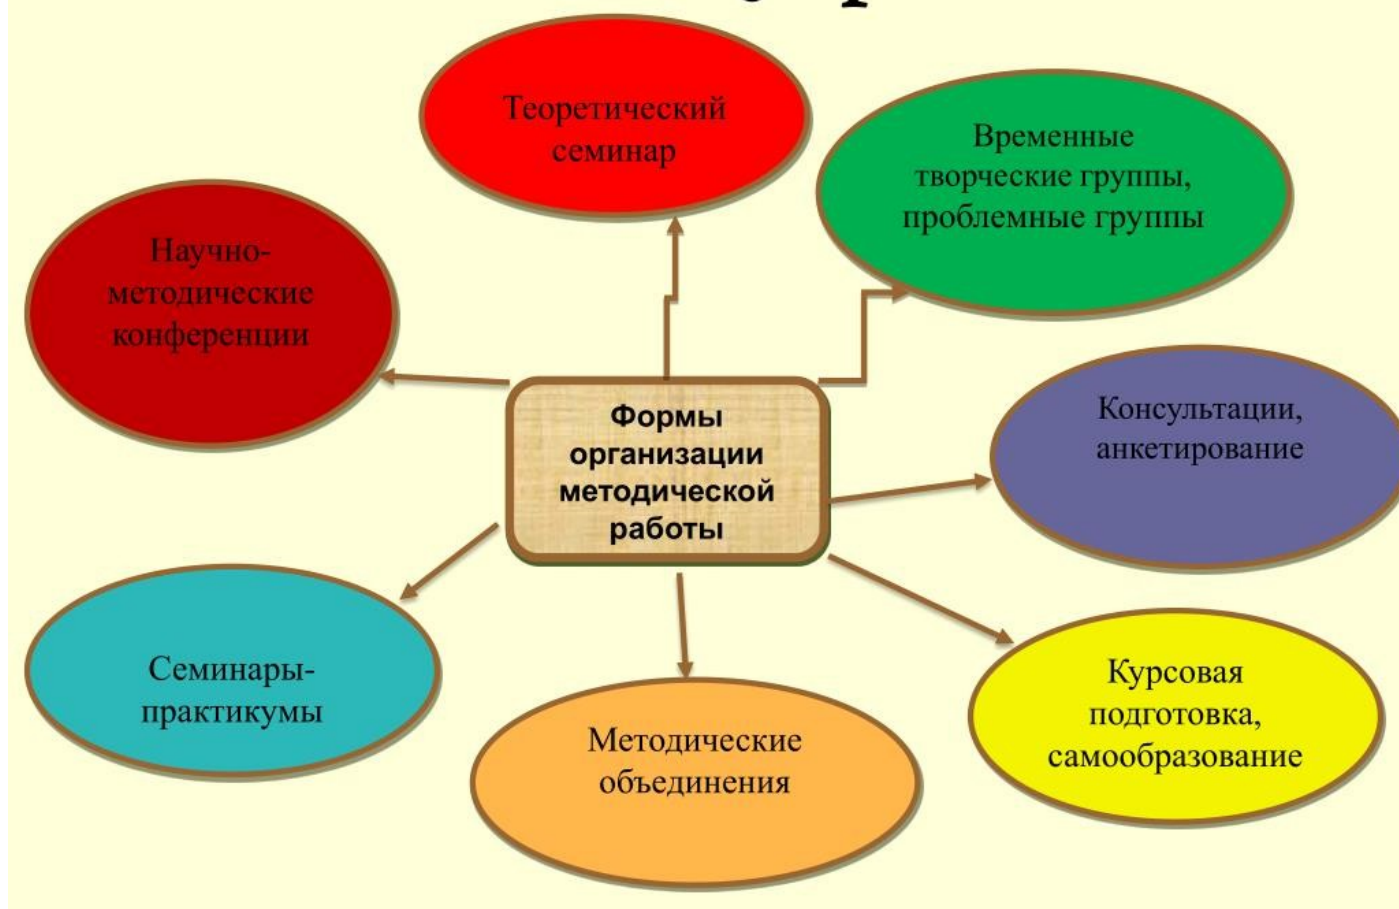 Теоретический
семинар
Временные
творческие группы,
проблемные группы
Научно-
методические
конференции
Формы
организации
методической
работы
Консультации,
анкетирование
Семинары-
практикумы
Методические
объединения
Курсовая
подготовка,
самообразование